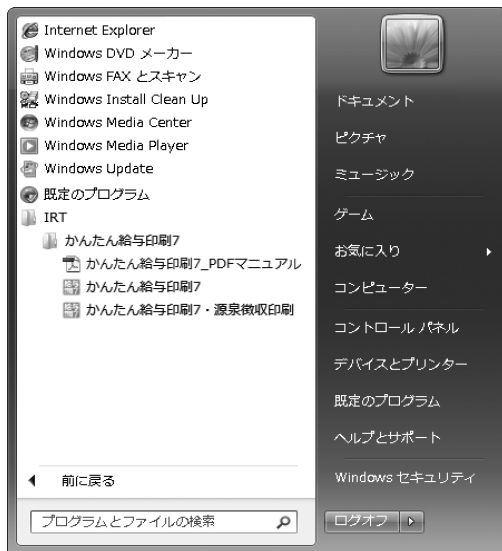 Internet Explorer
Windows DVD メーカー
Windows FAX とスキャン
Windows Install Clean Up
Windows Media Center
Windows Media Player
Windows Update
既定のプログラム
IRT
かんたん給与印刷7
かんたん給与印刷7_PDFマニュアル
かんたん給与印刷7
かんたん給与印刷7・源泉徴収印刷
前に戻る
プログラムとファイルの検索
ドキュメント
ピクチャ
ミュージック
ゲーム
お気に入り
コンピューター
コントロール パネル
デバイスとプリンター
既定のプログラム
ヘルプとサポート
Windows セキュリティ
ログオフ